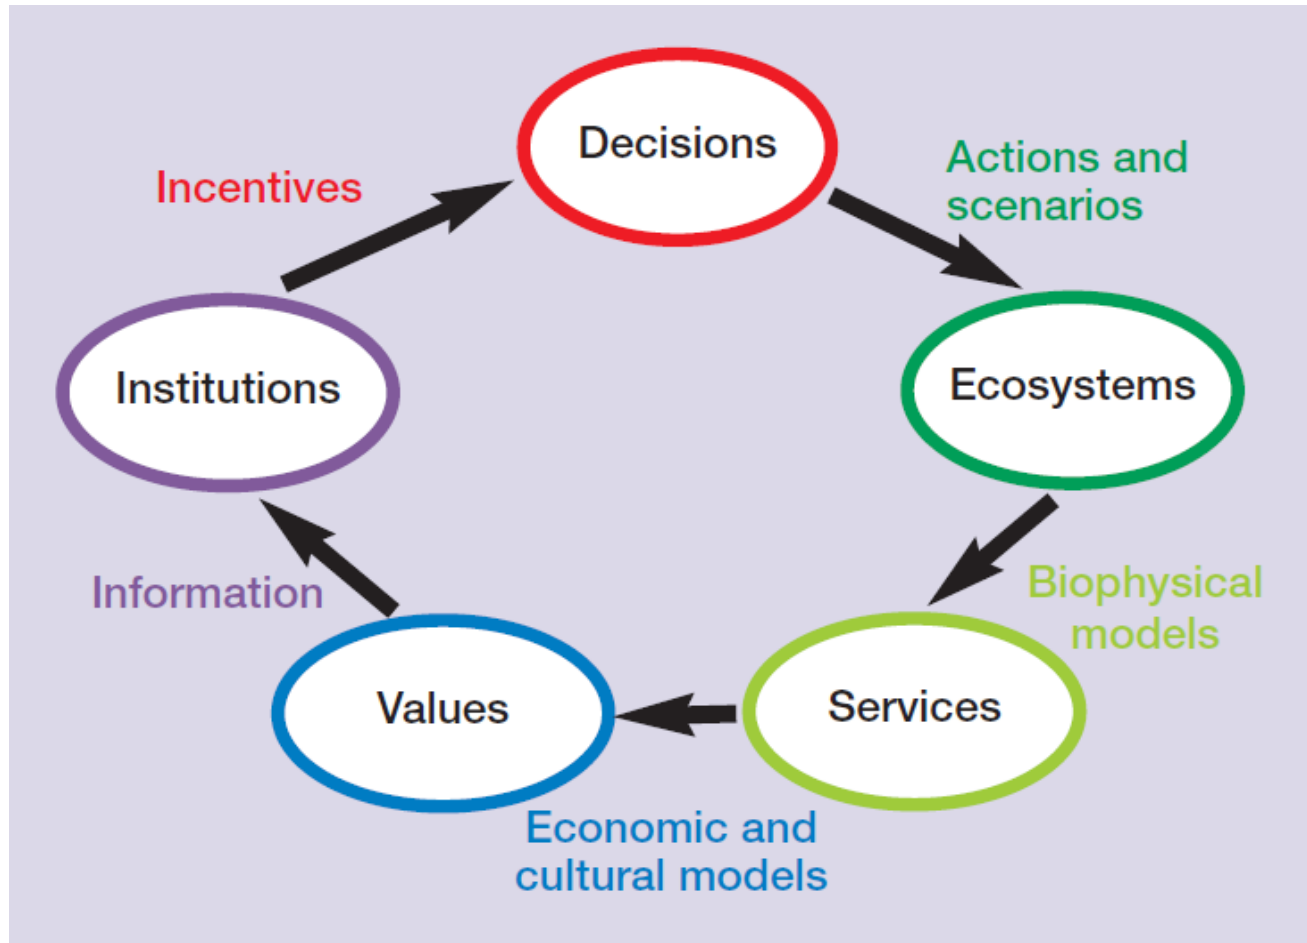 Decisions
Actions and
scenarios
Incentives
Institutions
Ecosystems
Biophysical
models
Information
Values
Services
Economic and
cultural models